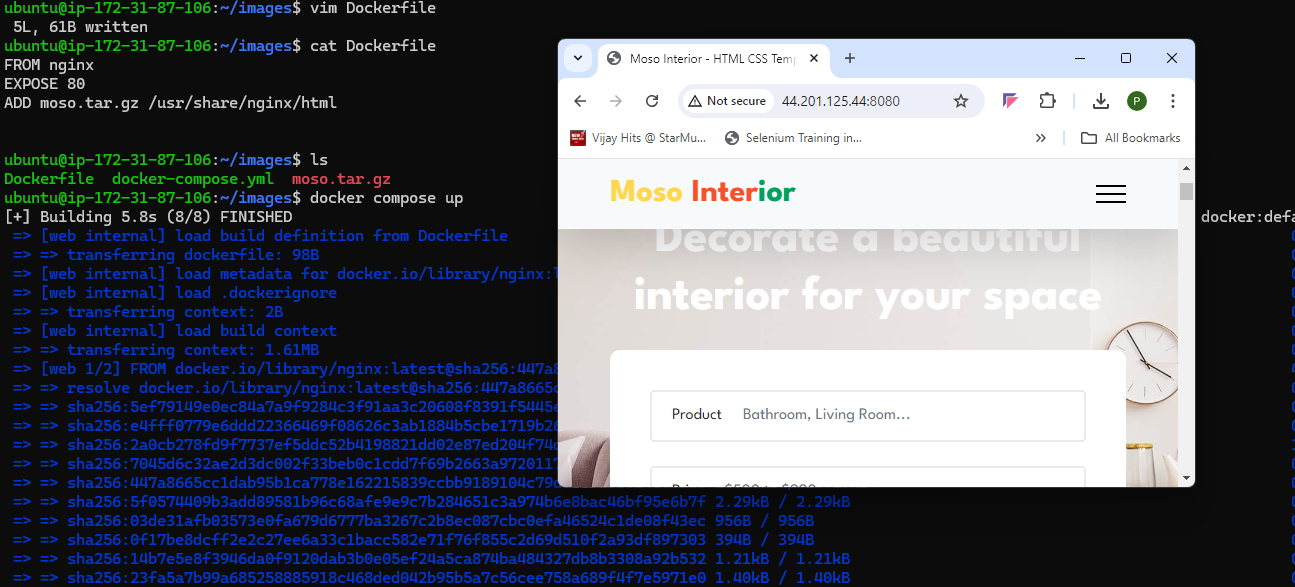 ubuntu@ip-172-31-87-106:~/images$ vim Dockerfile
5L, 61B written
ubuntu@ip-172-31-87-106:~/images$ cat Dockerfile
FROM nginx
EXPOSE 80
ADD moso.tar.gz /usr/share/nginx/html
ubuntu@ip-172-31-87-106:~/images$ ls
Dockerfile docker-compose.yml moso.tar.gz
ubuntu@ip-172-31-87-106:~/images$ docker compose up
[+] Building 5.8s (8/8) FINISHED
docker:defa
=> [web internal] load build definition from Dockerfile
=> => transferring dockerfile: 98B
=> [web internal] load metadata for docker.io/library/nginx:l
=> [web internal] load .dockerignore
=> => transferring context: 2B
=> [web internal] load build context
=> => transferring context: 1.61MB
=> [web 1/2] FROM docker.io/library/nginx:latest@sha256:447a8
=> => resolve docker.io/library/nginx:latest@sha256:447a8665c
=> => sha256:5ef79149e0ec84a7a9f9284c3f91aa3c20608f8391f5445e
=> => sha256:e4fff0779e6ddd22366469f08626c3ab1884b5cbe1719b26
=> => sha256:2a0cb278fd9f7737ef5ddc52b4198821dd02e87ed204f74d
=> => sha256:7045d6c32ae2d3dc002f33beb0c1cdd7f69b2663a9720117
=> => sha256:447a8665cc1dab95b1ca778e162215839ccbb9189104c79d
=> => sha256:5f0574409b3add89581b96c68afe9e9c7b284651c3a974b6e8bac46bf95e6b7f 2.29kB / 2.29kB
=> => sha256:03de31afb03573e0fa679d6777ba3267c2b8ec087cbc0efa46524c1de08f43ec 956B / 956B
=> => sha256:0f17be8dcff2e2c27ee6a33c1bacc582e71f76f855c2d69d510f2a93df897303 394B / 394B
=> => sha256:14b7e5e8f3946da0f9120dab3b0e05ef24a5ca874ba484327db8b3308a92b532 1.21kB / 1.21kB
=> => sha256:23fa5a7b99a685258885918c468ded042b95b5a7c56cee758a689f4f7e5971e0 1.40kB / 1.40kB
Moso Interior - HTML CSS Temp
Not secure 44.201.125.44:8080
P
Vijay Hits @ StarMu... Selenium Training in... All Bookmarks
Moso Interior
Decorate a beautiful
interior for your space
Product Bathroom, Living Room...